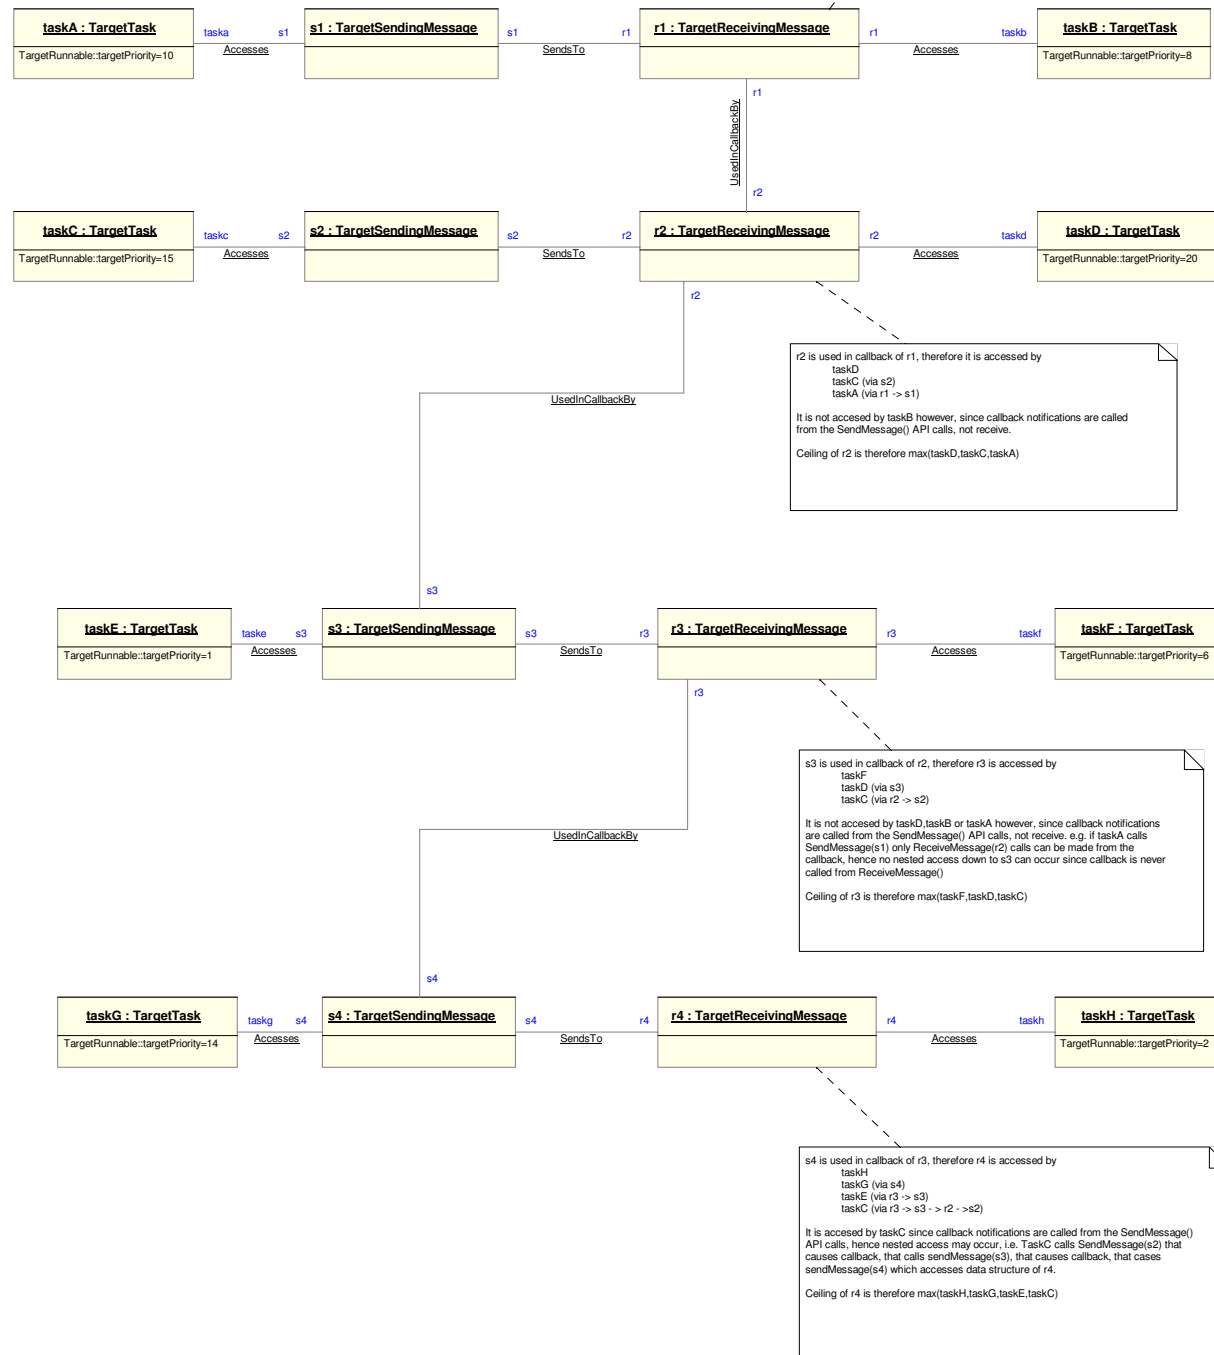 taskA : TargetTask
TargetRunnable::targetPriority=10
taska
s1
Accesses
s1 : TargetSendingMessage
s1
r1
SendsTo
r1 : TargetReceivingMessage
r1
taskb
Accesses
taskB : TargetTask
TargetRunnable::targetPriority=8
r1
UsedInCallbackBy
r2
taskC : TargetTask
TargetRunnable::targetPriority=15
taskc
s2
Accesses
s2 : TargetSendingMessage
s2
r2
SendsTo
r2 : TargetReceivingMessage
r2
taskd
Accesses
taskD : TargetTask
TargetRunnable::targetPriority=20
r2
r2 is used in callback of r1, therefore it is accessed by
taskD
taskC (via s2)
taskA (via r1 -> s1)
It is not accesed by taskB however, since callback notifications are called
from the SendMessage() API calls, not receive.
Ceiling of r2 is therefore max(taskD,taskC,taskA)
UsedInCallbackBy
s3
taskE : TargetTask
TargetRunnable::targetPriority=1
taske
s3
Accesses
s3 : TargetSendingMessage
s3
r3
SendsTo
r3 : TargetReceivingMessage
r3
taskf
Accesses
taskF : TargetTask
TargetRunnable::targetPriority=6
r3
s3 is used in callback of r2, therefore r3 is accessed by
taskF
taskD (via s3)
taskC (via r2 -> s2)
It is not accesed by taskD,taskB or taskA however, since callback notifications
are called from the SendMessage() API calls, not receive. e.g. if taskA calls
SendMessage(s1) only ReceiveMessage(r2) calls can be made from the
callback, hence no nested access down to s3 can occur since callback is never
called from ReceiveMessage()
Ceiling of r3 is therefore max(taskF,taskD,taskC)
UsedInCallbackBy
s4
taskG : TargetTask
TargetRunnable::targetPriority=14
taskg
s4
Accesses
s4 : TargetSendingMessage
s4
r4
SendsTo
r4 : TargetReceivingMessage
r4
taskh
Accesses
taskH : TargetTask
TargetRunnable::targetPriority=2
s4 is used in callback of r3, therefore r4 is accessed by
taskH
taskG (via s4)
taskE (via r3 -> s3)
taskC (via r3 -> s3 - > r2 ->s2)
It is accesed by taskC since callback notifications are called from the SendMessage()
API calls, hence nested access may occur, i.e. TaskC calls SendMessage(s2) that
causes callback, that calls sendMessage(s3), that causes callback, that cases
sendMessage(s4) which accesses data structure of r4.
Ceiling of r4 is therefore max(taskH,taskG,taskE,taskC)